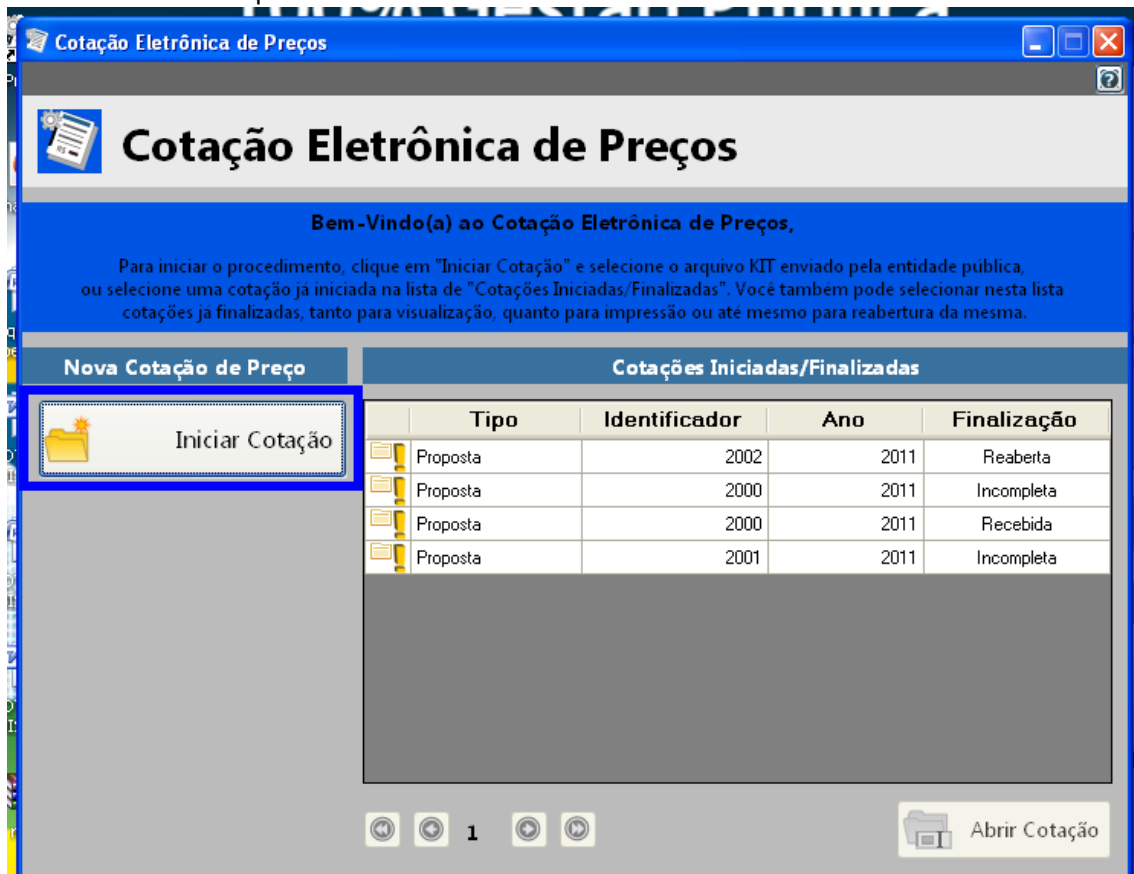 100% Gestão Pública
Cotação Eletrônica de Preços
Cotação Eletrônica de Preços
Bem-Vindo(a) ao Cotação Eletrônica de Preços,
Para iniciar o procedimento, clique em "Iniciar Cotação" e selecione o arquivo KIT enviado pela entidade pública,
ou selecione uma cotação já iniciada na lista de "Cotações Iniciadas/Finalizadas". Você também pode selecionar nesta lista
cotações já finalizadas, tanto para visualização, quanto para impressão ou até mesmo para reabertura da mesma.
Nova Cotação de Preço
Cotações Iniciadas/Finalizadas
Iniciar Cotação
Tipo Identificador Ano Finalização
Proposta 2002 2011 Reaberta
Proposta 2000 2011 Incompleta
Proposta 2000 2011 Recebida
Proposta 2001 2011 Incompleta
1
Abrir Cotação